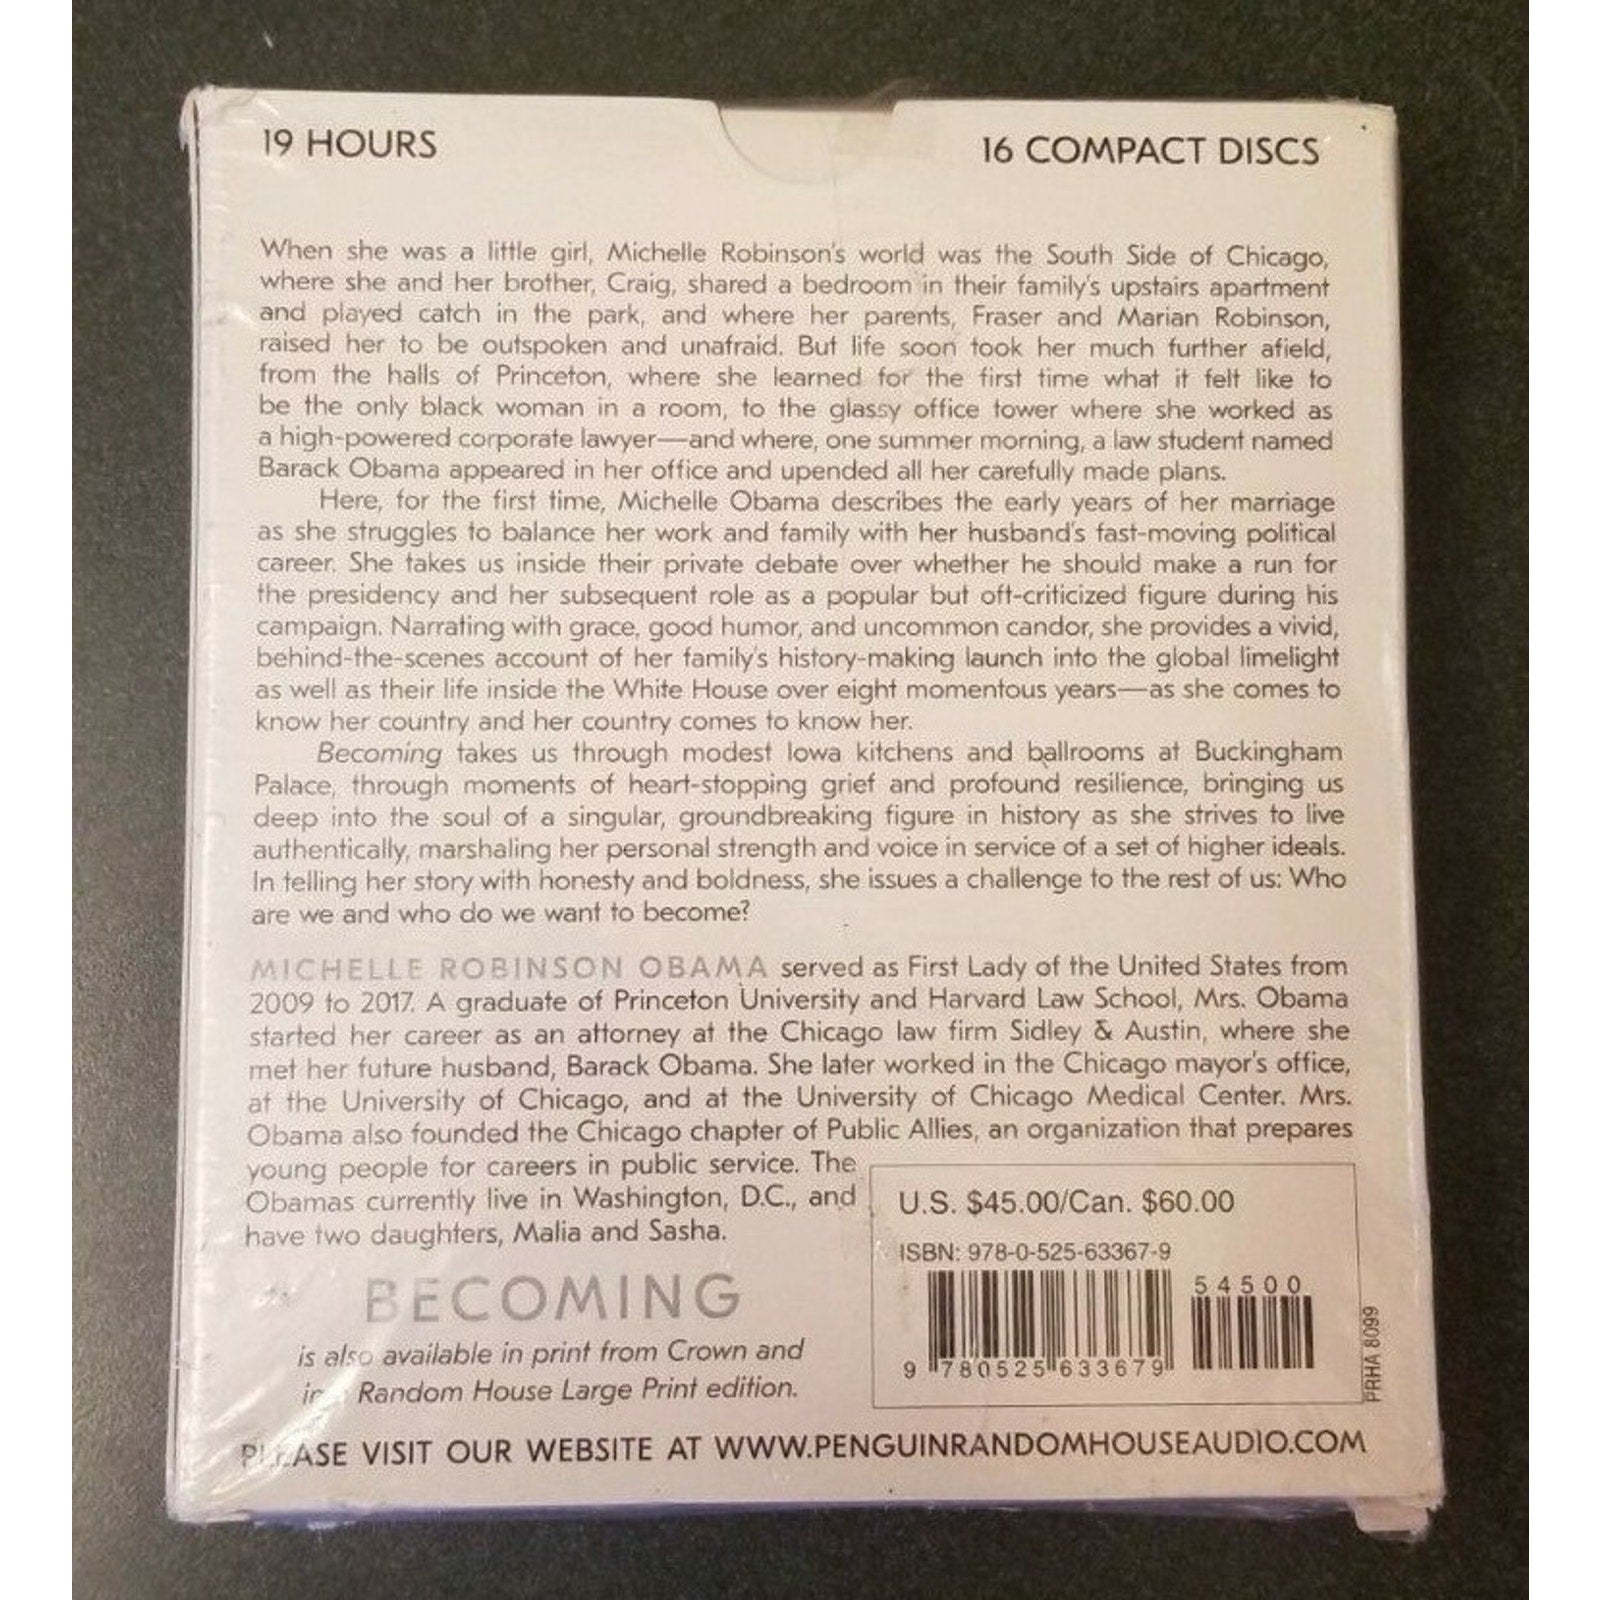 19 HOURS
16 COMPACT DISCS
When she was a little girl, Michelle Robinson's world was the South Side of Chicago,
where she and her brother, Craig, shared a bedroom in their family's upstairs apartment
and played catch in the park, and where her parents, Fraser and Marian Robinson,
raised her to be outspoken and unafraid. But life soon took her much further afield,
from the halls of Princeton, where she learned for the first time what it felt like to
be the only black woman in a room, to the glassy office tower where she worked as
a high-powered corporate lawyer—and where, one summer morning, a law student named
Barack Obama appeared in her office and upended all her carefully made plans.
Here, for the first time, Michelle Obama describes the early years of her marriage
as she struggles to balance her work and family with her husband's fast-moving political
career. She takes us inside their private debate over whether he should make a run for
the presidency and her subsequent role as a popular but oft-criticized figure during his
campaign. Narrating with grace, good humor, and uncommon candor, she provides a vivid,
behind-the-scenes account of her family's history-making launch into the global limelight
as well as their life inside the White House over eight momentous years—as she comes to
know her country and her country comes to know her.
Becoming takes us through modest Iowa kitchens and ballrooms at Buckingham
Palace, through moments of heart-stopping grief and profound resilience, bringing us
deep into the soul of a singular, groundbreaking figure in history as she strives to live
authentically, marshaling her personal strength and voice in service of a set of higher ideals.
In telling her story with honesty and boldness, she issues a challenge to the rest of us: Who
are we and who do we want to become?
MICHELLE ROBINSON OBAMA served as First Lady of the United States from
2009 to 2017. A graduate of Princeton University and Harvard Law School, Mrs. Obama
started her career as an attorney at the Chicago law firm Sidley & Austin, where she
met her future husband, Barack Obama. She later worked in the Chicago mayor's office,
at the University of Chicago, and at the University of Chicago Medical Center. Mrs.
Obama also founded the Chicago chapter of Public Allies, an organization that prepares
young people for careers in public service. The
Obamas currently live in Washington, D.C., and
have two daughters, Malia and Sasha.
BECOMING
is also available in print from Crown and
in Random House Large Print edition.
U.S. $45.00/Can. $60.00
ISBN: 978-0-525-63367-9
54500
9 780525 633679
PRHA 8099
PLEASE VISIT OUR WEBSITE AT WWW.PENGUINRANDOMHOUSEAUDIO.COM